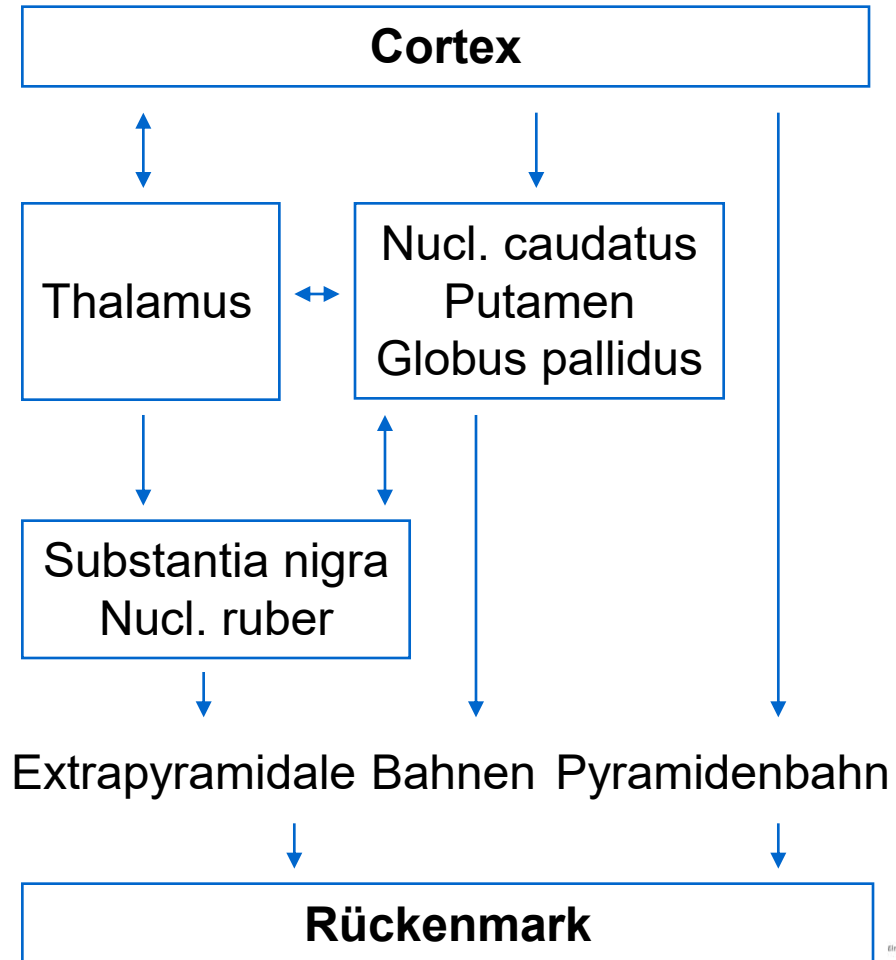 Cortex
Thalamus
Nucl. caudatus
Putamen
Globus pallidus
Substantia nigra
Nucl. ruber
Extrapyramidale Bahnen Pyramidenbahn
Rückenmark